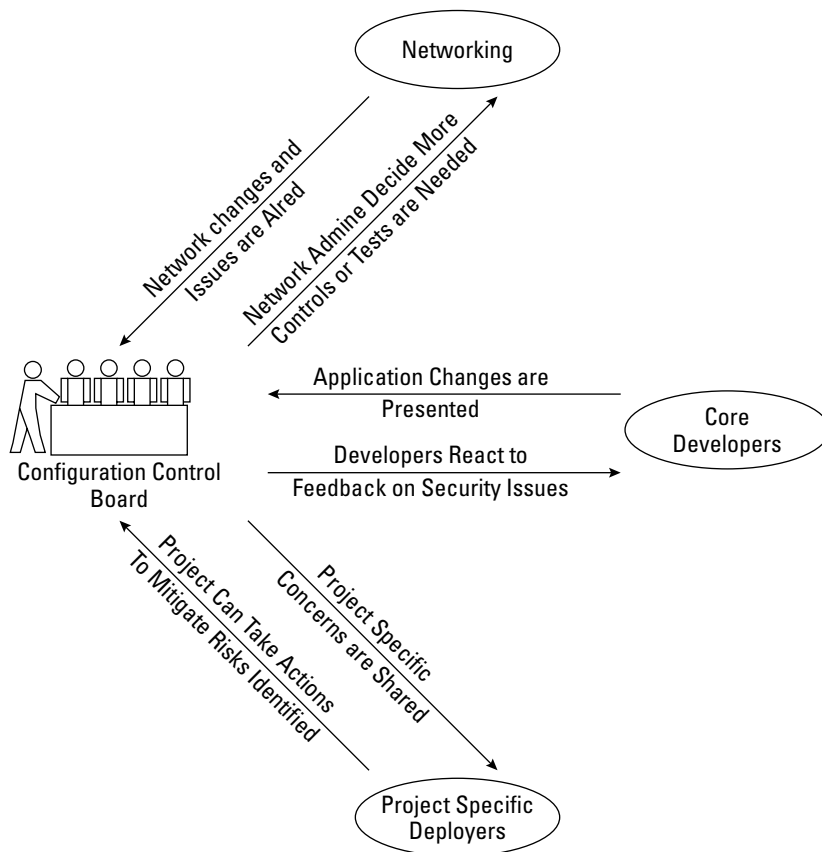 Networking
Network changes and
Issues are Alred
Network Admine Decide More
Controls or Tests are Needed
Application Changes are
Presented
Core
Developers
Configuration Control
Board
Developers React to
Feedback on Security Issues
Project Can Take Actions
To Mitigate Risks Identified
Project Specific
Concerns are Shared
Project Specific
Deployers